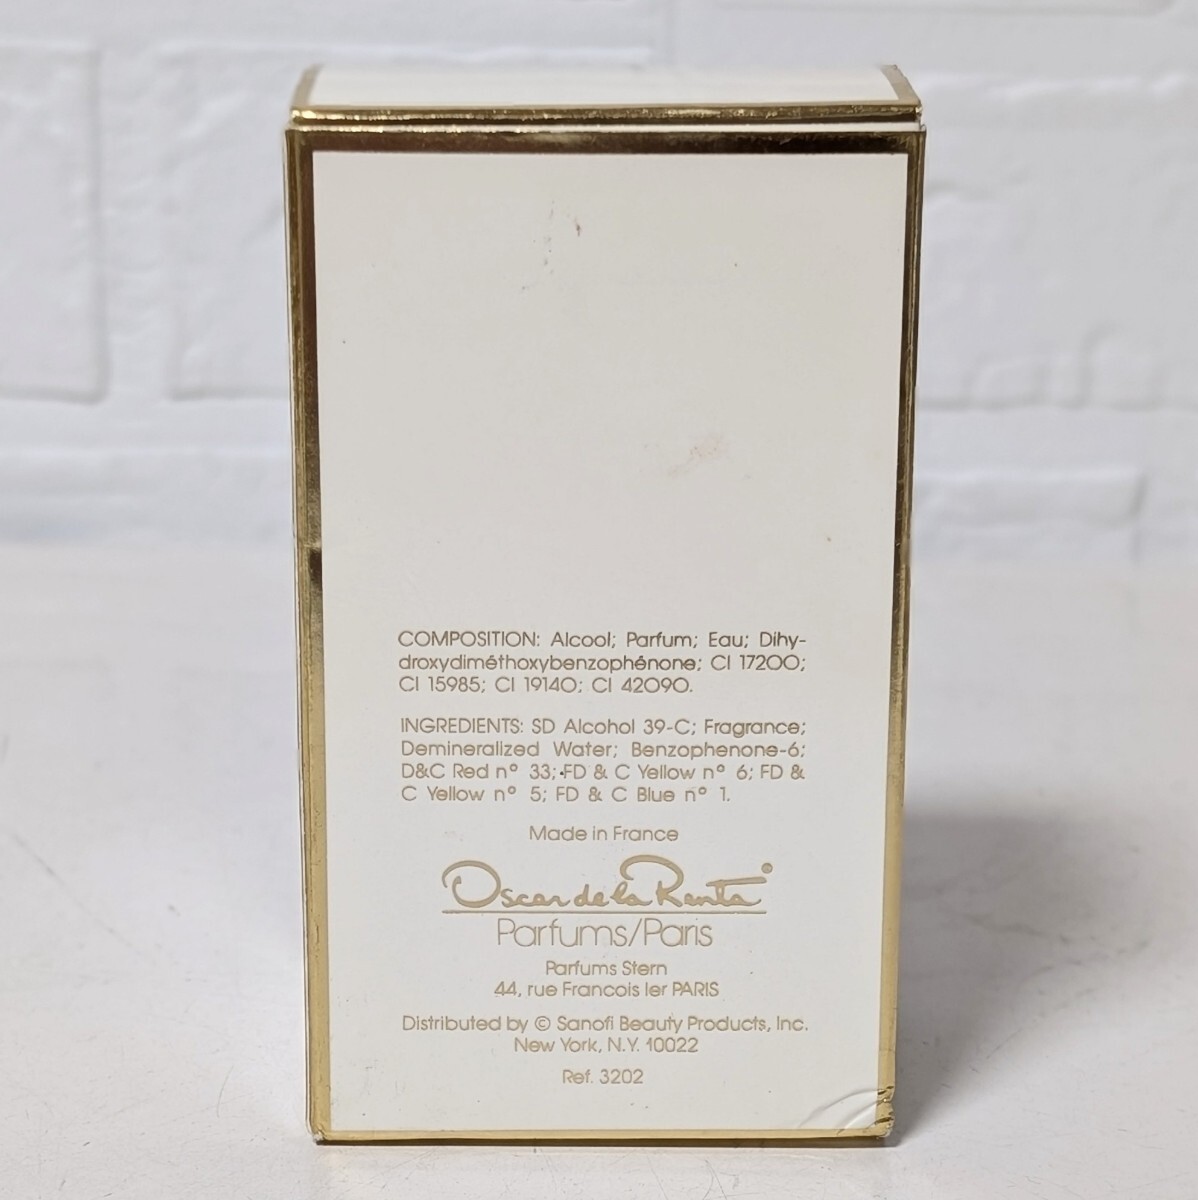 COMPOSITION: Alcool; Parfum; Eau; Dihy-
droxydiméthoxybenzophénone; CI 17200;
CI 15985; CI 19140; CI 42090.
INGREDIENTS: SD Alcohol 39-C; Fragrance;
Demineralized Water; Benzophenone-6;
D&C Red n° 33; FD & C Yellow n° 6; FD &
C Yellow n° 5; FD & C Blue n° 1.
Made in France
Oscar de la Renta®
Parfums/Paris
Parfums Stern
44, rue Francois Ier PARIS
Distributed by © Sanofi Beauty Products, Inc.
New York, N.Y. 10022
Ref. 3202